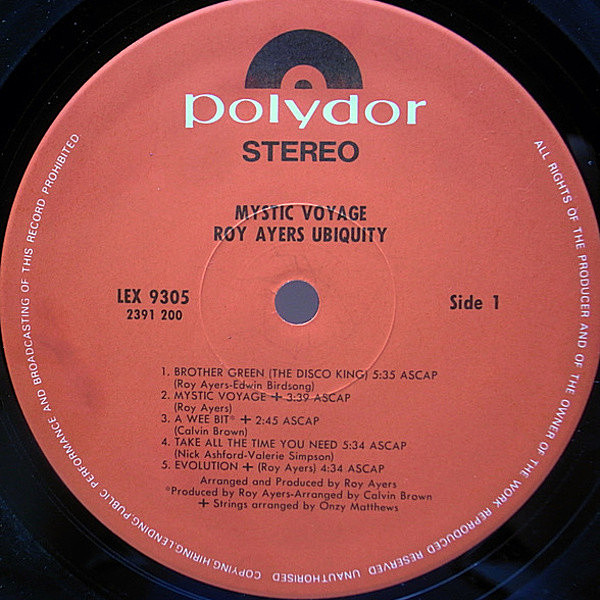 polydor
STEREO
MYSTIC VOYAGE
ROY AYERS UBIQUITY
LEX 9305
2391 200
Side 1
1. BROTHER GREEN (THE DISCO KING) 5:35 ASCAP
(Roy Ayers-Edwin Birdsong)
2. MYSTIC VOYAGE + 3:39 ASCAP
(Roy Ayers)
3. A WEE BIT* + 2:45 ASCAP
(Calvin Brown)
4. TAKE ALL THE TIME YOU NEED 5:34 ASCAP
(Nick Ashford-Valerie Simpson)
5. EVOLUTION + (Roy Ayers) 4:34 ASCAP
Arranged and Produced by Roy Ayers
*Produced by Roy Ayers-Arranged by Calvin Brown
+ Strings arranged by Onzy Matthews
ALL RIGHTS OF THE PRODUCER AND OF THE OWNER OF THE WORK REPRODUCED RESERVED UNAUTHORISED COPYING.HIRING.LENDING.PUBLIC PERFORMANCE AND BROADCASTING OF THIS RECORD PROHIBITED